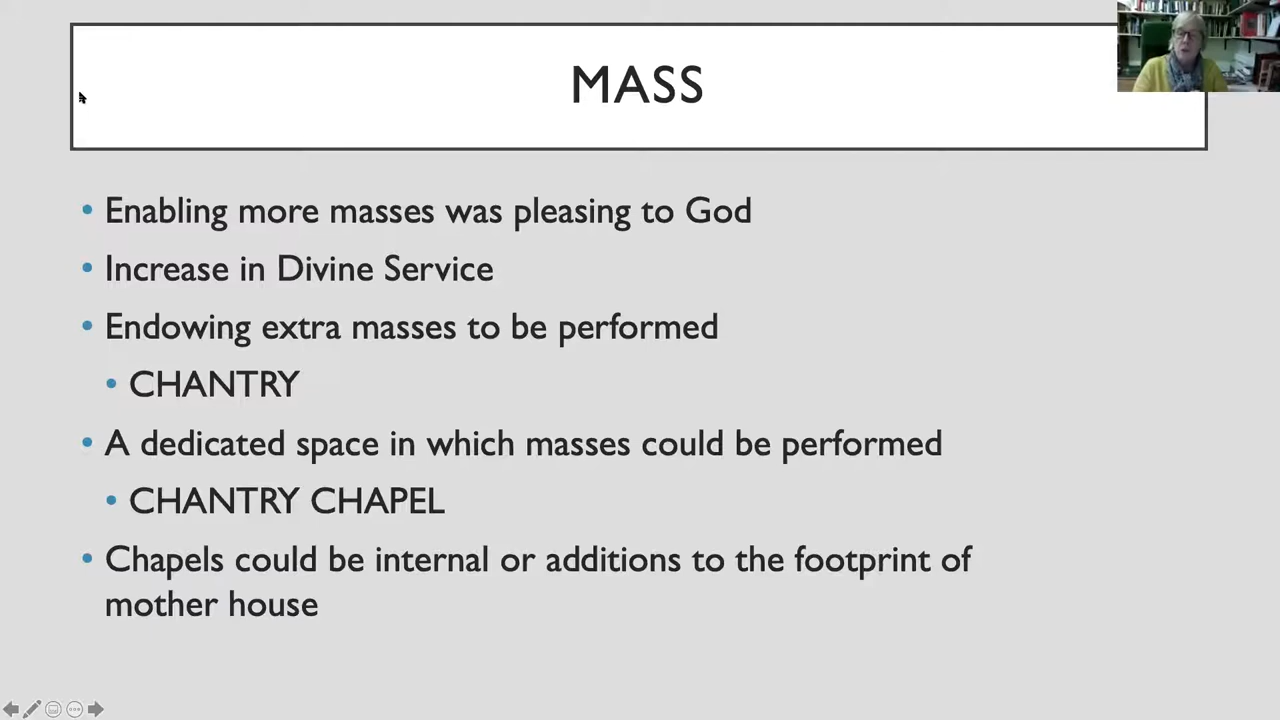 MASS
Enabling more masses was pleasing to God
Increase in Divine Service
Endowing extra masses to be performed
CHANTRY
A dedicated space in which masses could be performed
CHANTRY CHAPEL
Chapels could be internal or additions to the footprint of
mother house